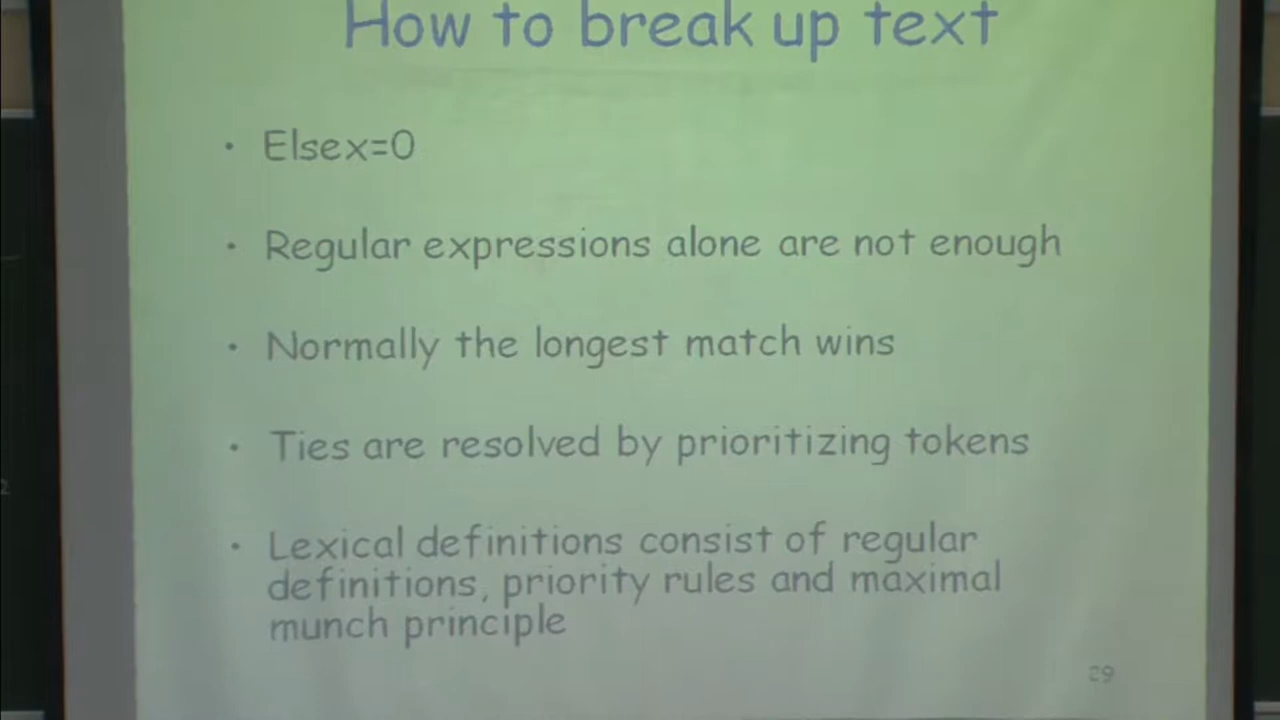 How to break up text
• Elsex=0
• Regular expressions alone are not enough
• Normally the longest match wins
• Ties are resolved by prioritizing tokens
• Lexical definitions consist of regular
definitions, priority rules and maximal
munch principle
29